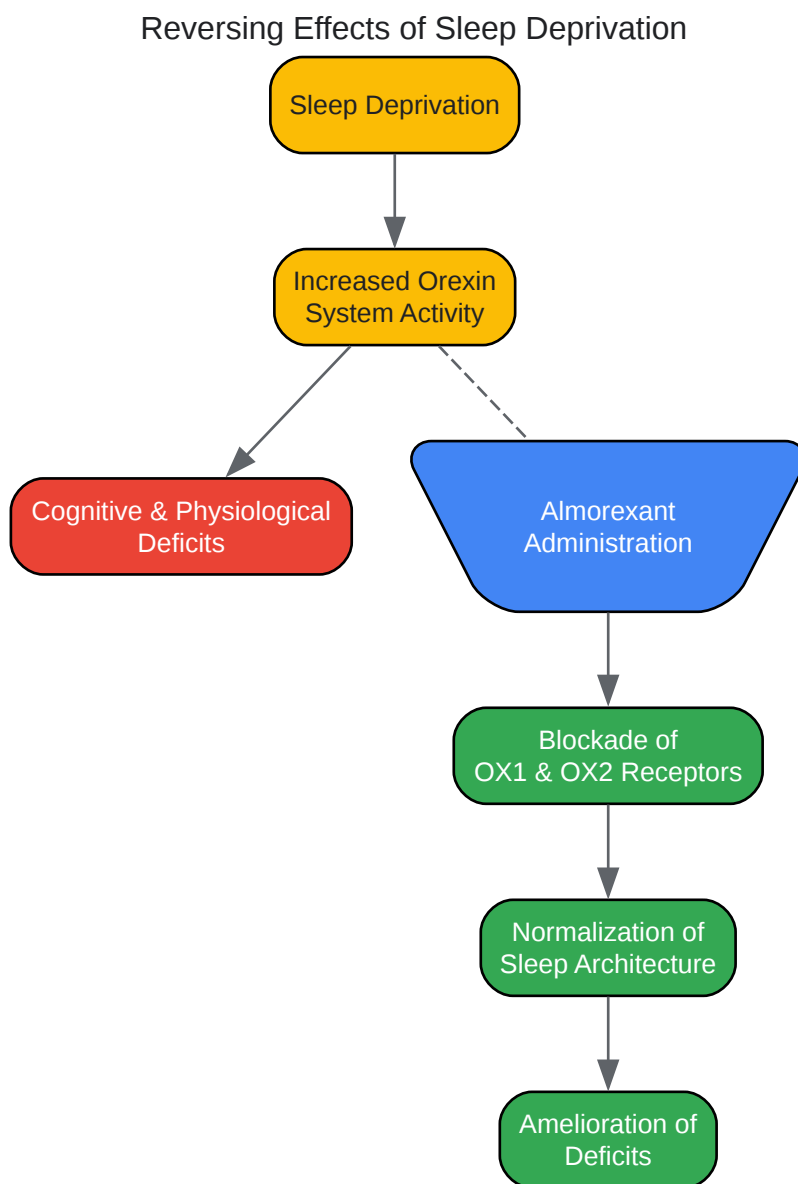 Reversing Effects of Sleep Deprivation
Sleep Deprivation
Increased Orexin
System Activity
Cognitive & Physiological
Deficits
Almorexant
Administration
Blockade of
OX1 & OX2 Receptors
Normalization of
Sleep Architecture
Amelioration of
Deficits